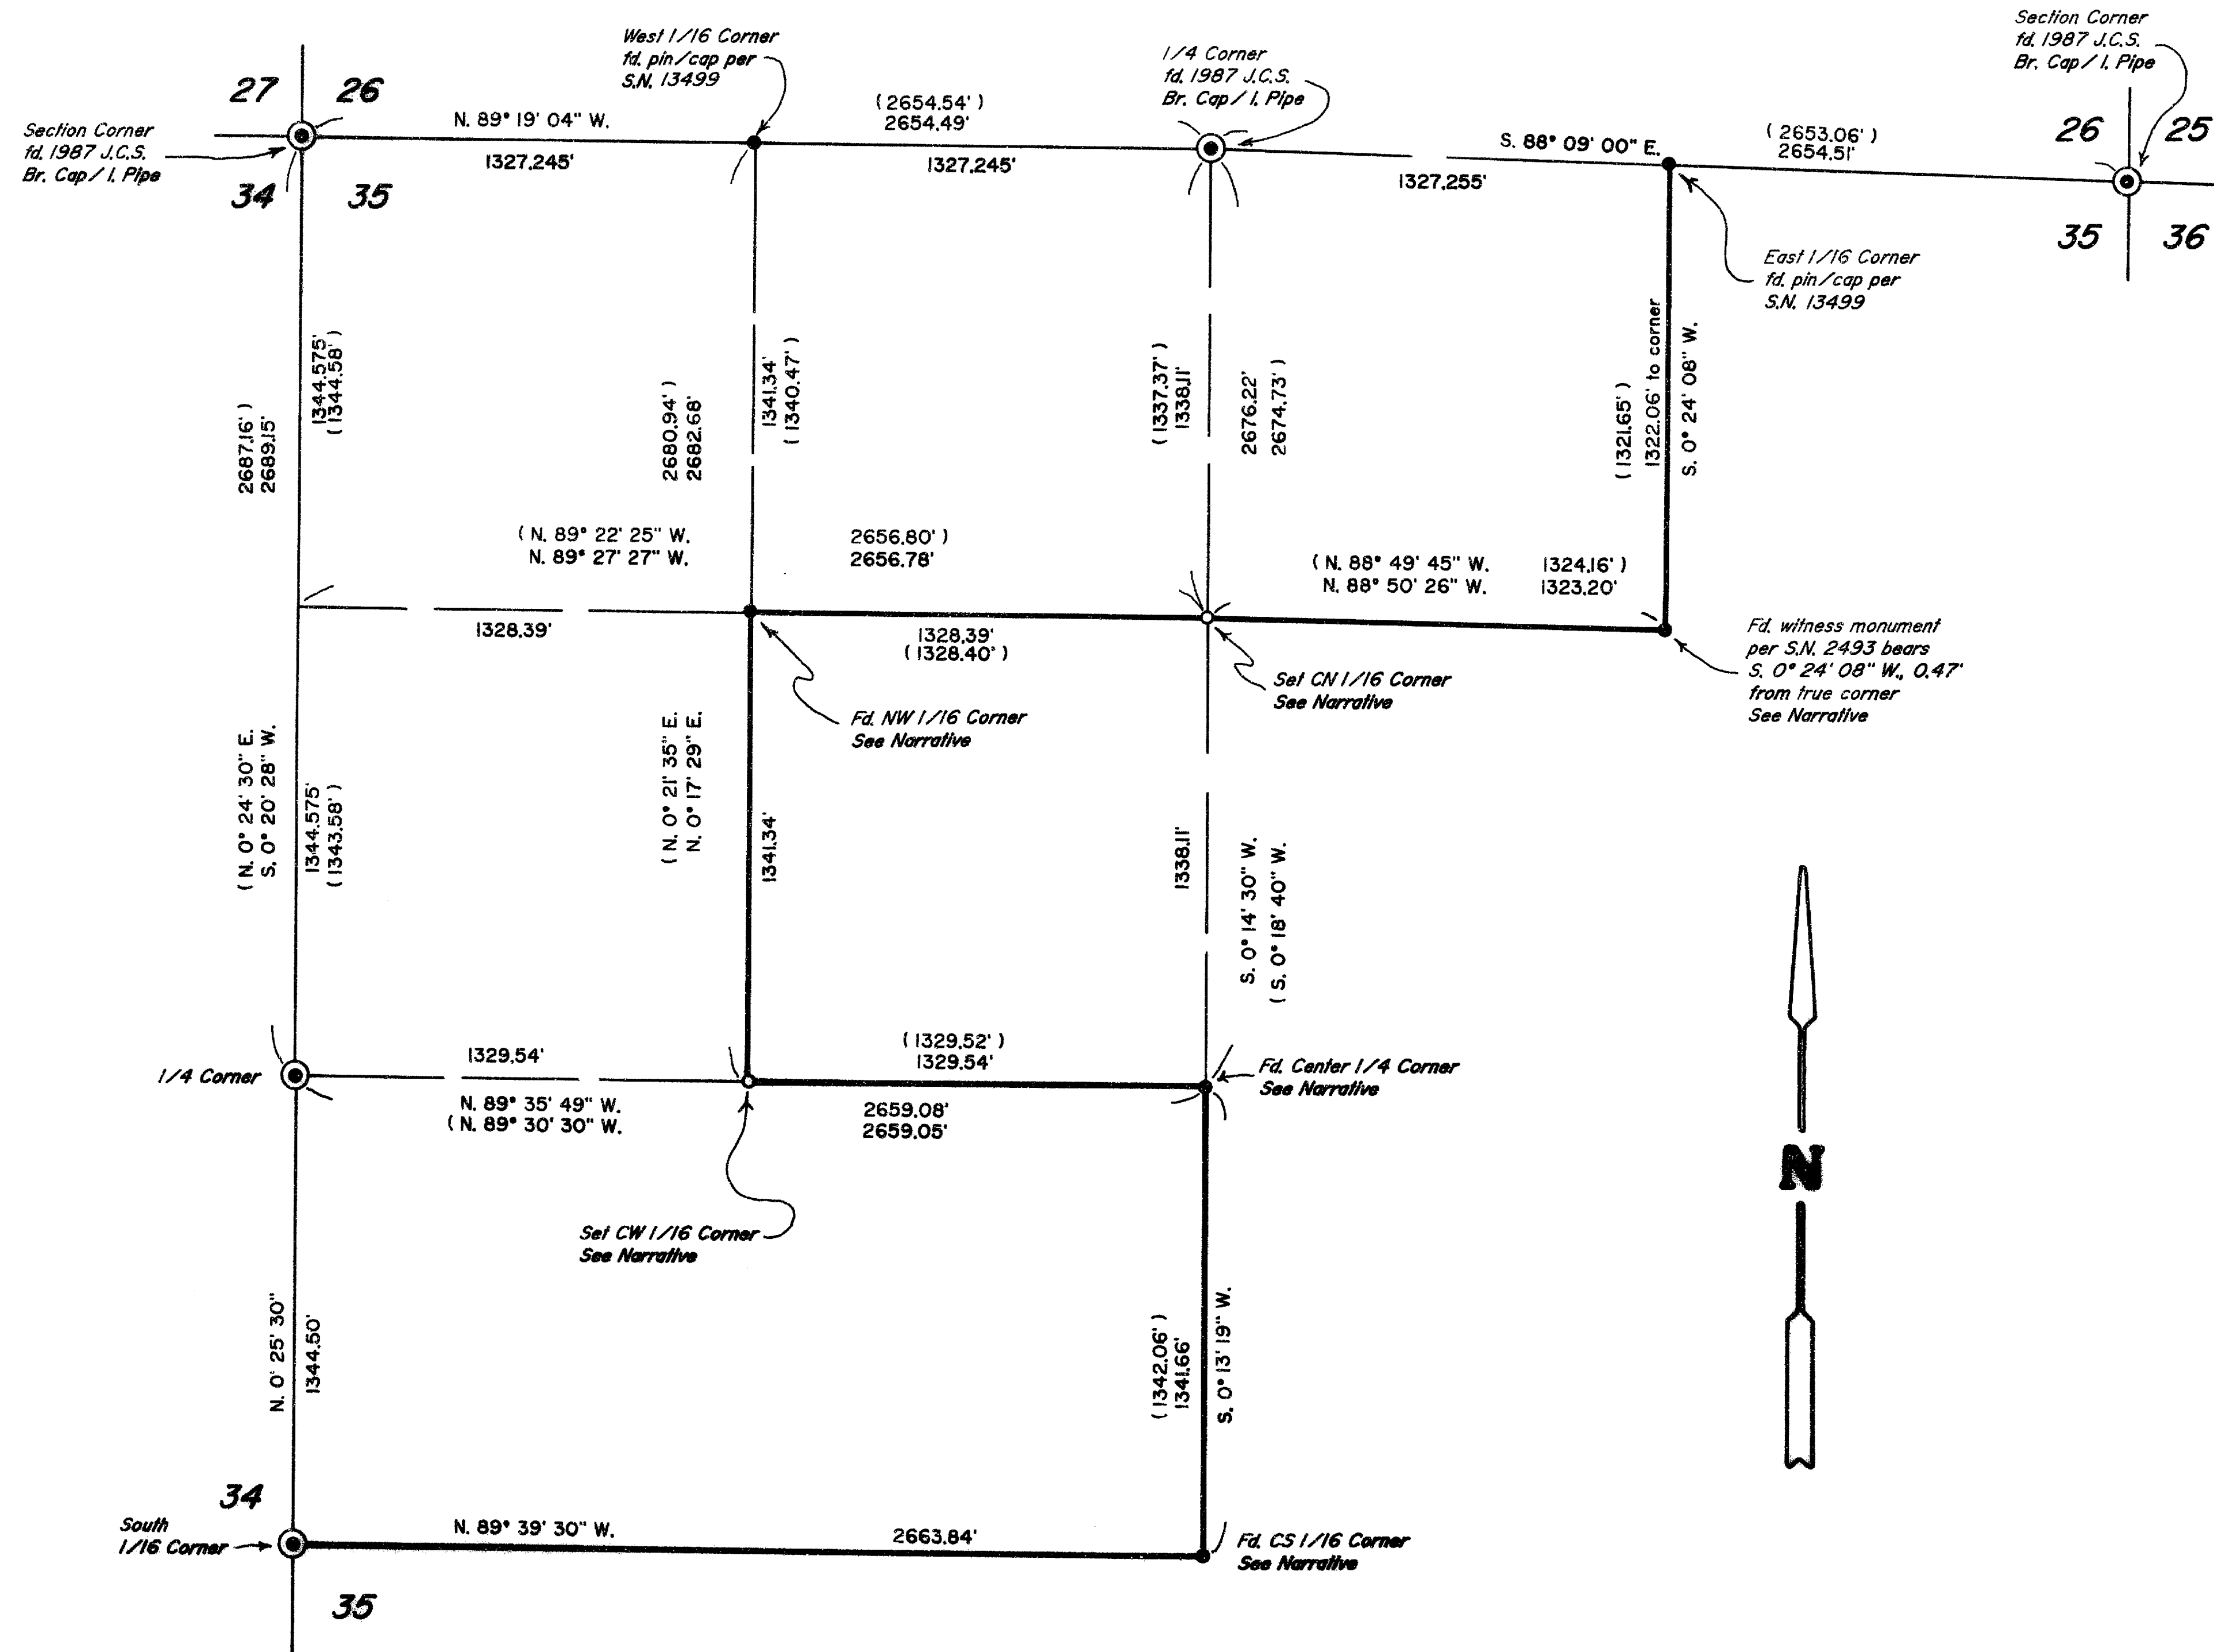 West 1/16 Corner
fd. pin/cap per
S.N. 13499
1/4 Corner
fd. 1987 J.C.S.
Br. Cap / I. Pipe
Section Corner
fd. 1987 J.C.S.
Br. Cap / I. Pipe
27 26
Section Corner
fd. 1987 J.C.S.
Br. Cap / I. Pipe
34 35
N. 89° 19' 04" W.
1327.245'
( 2654.54' )
2654.49'
1327.245'
S. 88° 09' 00" E.
1327.255'
( 2653.06' )
2654.51'
26 25
35 36
East 1/16 Corner
fd. pin/cap per
S.N. 13499
2687.16' )
2689.15'
1344.575'
( 1344.58' )
2680.94' )
2682.68'
1341.34'
( 1340.47' )
( 1337.37' )
1338.11'
2676.22'
2674.73' )
( 1321.65' )
1322.06' to corner
S. 0° 24' 08" W.
( N. 89° 22' 25" W.
N. 89° 27' 27" W.
2656.80' )
2656.78'
( N. 88° 49' 45" W. 1324.16' )
N. 88° 50' 26" W. 1323.20'
1328.39'
1328.39'
( 1328.40' )
Fd. witness monument
per S.N. 2493 bears
S. 0° 24' 08" W., 0.47'
from true corner
See Narrative
Set CN 1/16 Corner
See Narrative
Fd. NW 1/16 Corner
See Narrative
( N. 0° 24' 30" E.
S. 0° 20' 28" W.
1344.575'
( 1343.58' )
( N. 0° 21' 35" E.
N. 0° 17' 29" E.
1341.34'
1338.11'
S. 0° 14' 30" W.
( S. 0° 18' 40" W.
1/4 Corner
1329.54'
( 1329.52' )
1329.54'
Fd. Center 1/4 Corner
See Narrative
N. 89° 35' 49" W.
( N. 89° 30' 30" W.
2659.08'
2659.05'
N
Set CW 1/16 Corner
See Narrative
N. 0' 25' 30"
1344.50'
( 1342.06' )
1341.66'
S. 0° 13' 19" W.
34
South
1/16 Corner
N. 89° 39' 30" W.
2663.84'
Fd. CS 1/16 Corner
See Narrative
35